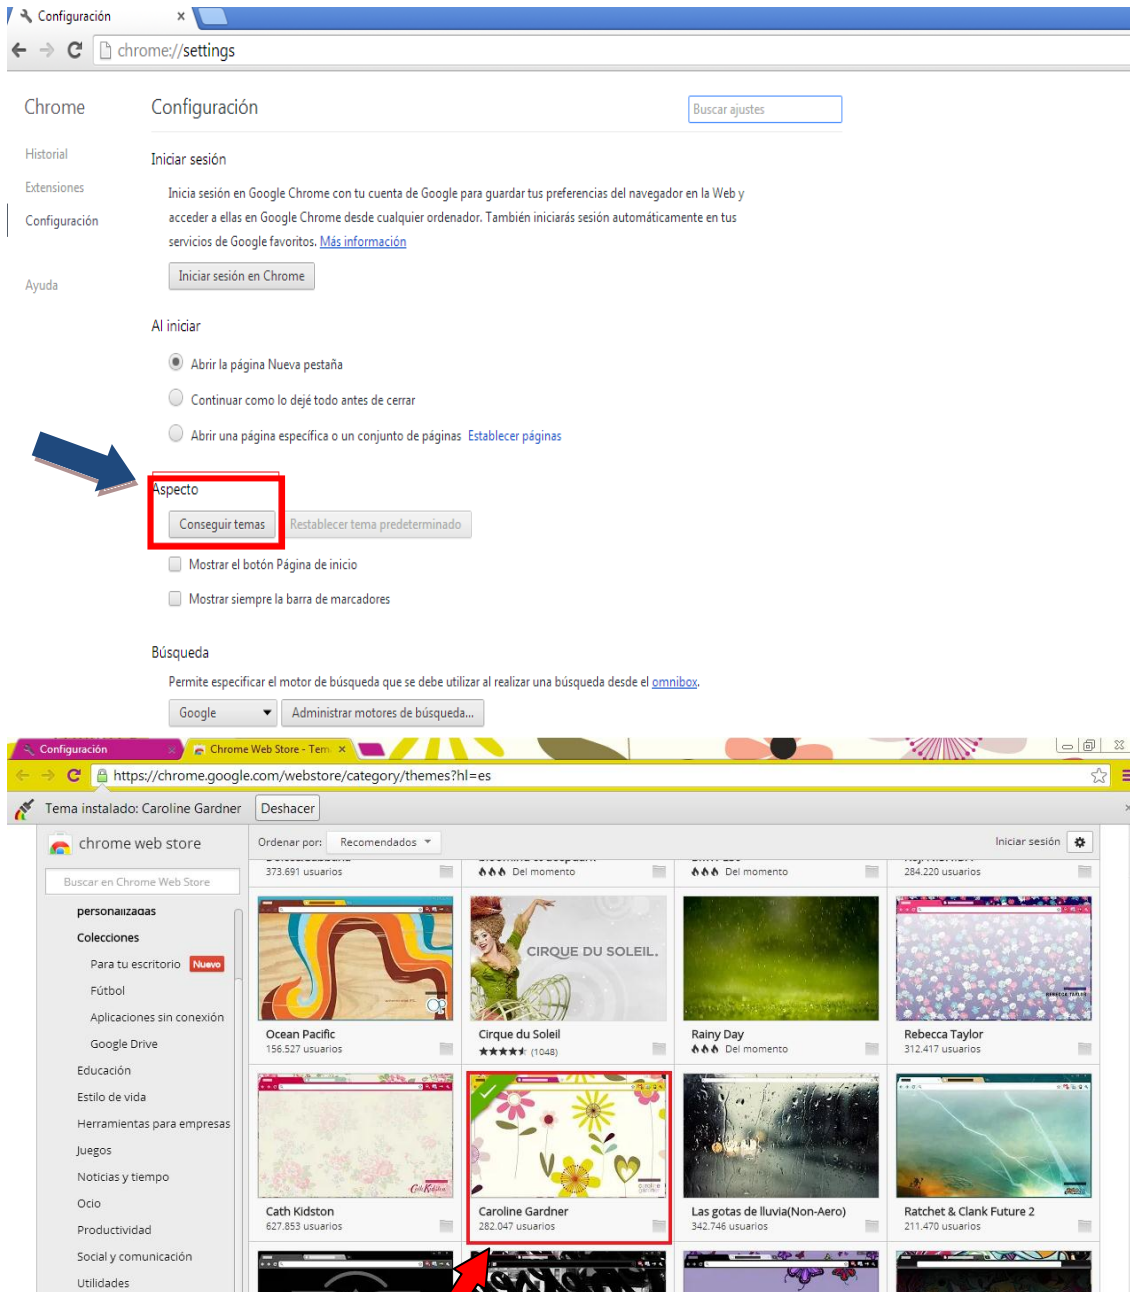 Configuración
chrome://settings
Chrome
Configuración
Buscar ajustes
Historial
Extensiones
Configuración
Ayuda
Iniciar sesión
Inicia sesión en Google Chrome con tu cuenta de Google para guardar tus preferencias del navegador en la Web y
acceder a ellas en Google Chrome desde cualquier ordenador. También iniciarás sesión automáticamente en tus
servicios de Google favoritos. Más información
Iniciar sesión en Chrome
Al iniciar
Abrir la página Nueva pestaña
Continuar como lo dejé todo antes de cerrar
Abrir una página específica o un conjunto de páginas Establecer páginas
Aspecto
Conseguir temas Restablecer tema predeterminado
Mostrar el botón Página de inicio
Mostrar siempre la barra de marcadores
Búsqueda
Permite especificar el motor de búsqueda que se debe utilizar al realizar una búsqueda desde el omnibox.
Google Administrar motores de búsqueda...
Configuración Chrome Web Store - Tem
https://chrome.google.com/webstore/category/themes?hl=es
Tema instalado: Caroline Gardner Deshacer
chrome web store
Ordenar por: Recomendados Iniciar sesión
Buscar en Chrome Web Store
personalizadas
Colecciones
Para tu escritorio Nuevo
Fútbol
Aplicaciones sin conexión
Google Drive
Educación
Estilo de vida
Herramientas para empresas
Juegos
Noticias y tiempo
Ocio
Productividad
Social y comunicación
Utilidades
373.691 usuarios Del momento Del momento 284.220 usuarios
CIRQUE DU SOLEIL.
OP
REBECCA TAYLOR
Ocean Pacific
156.527 usuarios
Cirque du Soleil
(1048)
Rainy Day
Del momento
Rebecca Taylor
312.417 usuarios
Cath Kidston
caroline
gardner
Cath Kidston
627.853 usuarios
Caroline Gardner
282.047 usuarios
Las gotas de lluvia(Non-Aero)
342.746 usuarios
Ratchet & Clank Future 2
211.470 usuarios